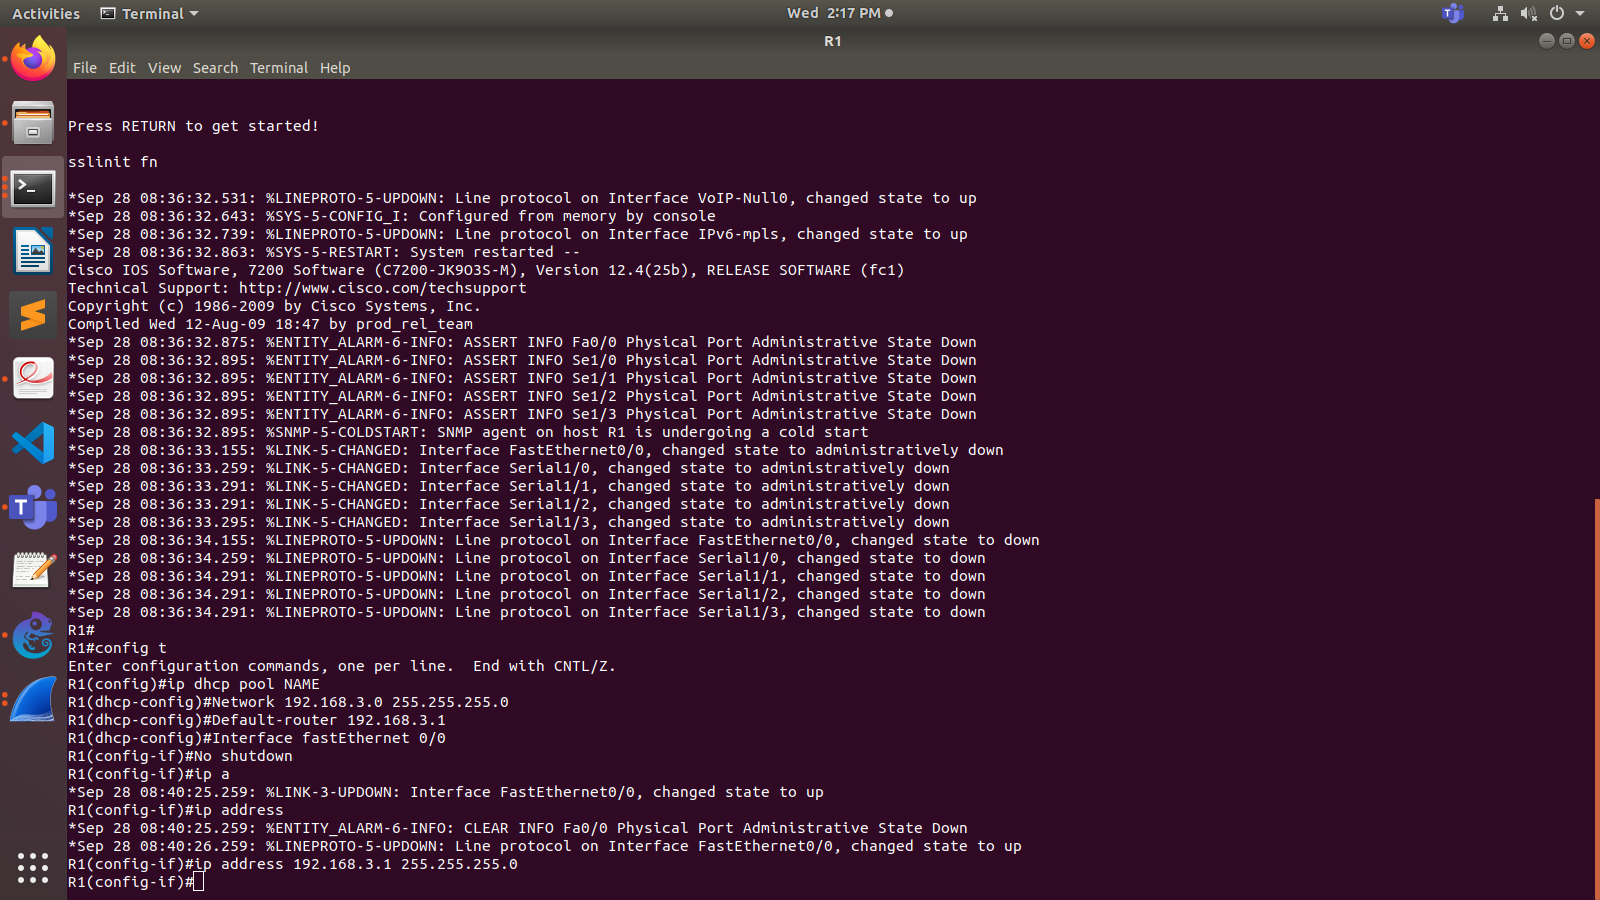 Activities Terminal Wed 2:17 PM
R1
File Edit View Search Terminal Help
Press RETURN to get started!
sslinit fn
*Sep 28 08:36:32.531: %LINEPROTO-5-UPDOWN: Line protocol on Interface VoIP-Null0, changed state to up
*Sep 28 08:36:32.643: %SYS-5-CONFIG_I: Configured from memory by console
*Sep 28 08:36:32.739: %LINEPROTO-5-UPDOWN: Line protocol on Interface IPv6-mpls, changed state to up
*Sep 28 08:36:32.863: %SYS-5-RESTART: System restarted --
Cisco IOS Software, 7200 Software (C7200-JK9O3S-M), Version 12.4(25b), RELEASE SOFTWARE (fc1)
Technical Support: http://www.cisco.com/techsupport
Copyright (c) 1986-2009 by Cisco Systems, Inc.
Compiled Wed 12-Aug-09 18:47 by prod_rel_team
*Sep 28 08:36:32.875: %ENTITY_ALARM-6-INFO: ASSERT INFO Fa0/0 Physical Port Administrative State Down
*Sep 28 08:36:32.895: %ENTITY_ALARM-6-INFO: ASSERT INFO Se1/0 Physical Port Administrative State Down
*Sep 28 08:36:32.895: %ENTITY_ALARM-6-INFO: ASSERT INFO Se1/1 Physical Port Administrative State Down
*Sep 28 08:36:32.895: %ENTITY_ALARM-6-INFO: ASSERT INFO Se1/2 Physical Port Administrative State Down
*Sep 28 08:36:32.895: %ENTITY_ALARM-6-INFO: ASSERT INFO Se1/3 Physical Port Administrative State Down
*Sep 28 08:36:32.895: %SNMP-5-COLDSTART: SNMP agent on host R1 is undergoing a cold start
*Sep 28 08:36:33.155: %LINK-5-CHANGED: Interface FastEthernet0/0, changed state to administratively down
*Sep 28 08:36:33.259: %LINK-5-CHANGED: Interface Serial1/0, changed state to administratively down
*Sep 28 08:36:33.291: %LINK-5-CHANGED: Interface Serial1/1, changed state to administratively down
*Sep 28 08:36:33.291: %LINK-5-CHANGED: Interface Serial1/2, changed state to administratively down
*Sep 28 08:36:33.295: %LINK-5-CHANGED: Interface Serial1/3, changed state to administratively down
*Sep 28 08:36:34.155: %LINEPROTO-5-UPDOWN: Line protocol on Interface FastEthernet0/0, changed state to down
*Sep 28 08:36:34.259: %LINEPROTO-5-UPDOWN: Line protocol on Interface Serial1/0, changed state to down
*Sep 28 08:36:34.291: %LINEPROTO-5-UPDOWN: Line protocol on Interface Serial1/1, changed state to down
*Sep 28 08:36:34.291: %LINEPROTO-5-UPDOWN: Line protocol on Interface Serial1/2, changed state to down
*Sep 28 08:36:34.291: %LINEPROTO-5-UPDOWN: Line protocol on Interface Serial1/3, changed state to down
R1#
R1#config t
Enter configuration commands, one per line.  End with CNTL/Z.
R1(config)#ip dhcp pool NAME
R1(dhcp-config)#Network 192.168.3.0 255.255.255.0
R1(dhcp-config)#Default-router 192.168.3.1
R1(dhcp-config)#Interface fastEthernet 0/0
R1(config-if)#No shutdown
R1(config-if)#ip a
*Sep 28 08:40:25.259: %LINK-3-UPDOWN: Interface FastEthernet0/0, changed state to up
R1(config-if)#ip address
*Sep 28 08:40:25.259: %ENTITY_ALARM-6-INFO: CLEAR INFO Fa0/0 Physical Port Administrative State Down
*Sep 28 08:40:26.259: %LINEPROTO-5-UPDOWN: Line protocol on Interface FastEthernet0/0, changed state to up
R1(config-if)#ip address 192.168.3.1 255.255.255.0
R1(config-if)#